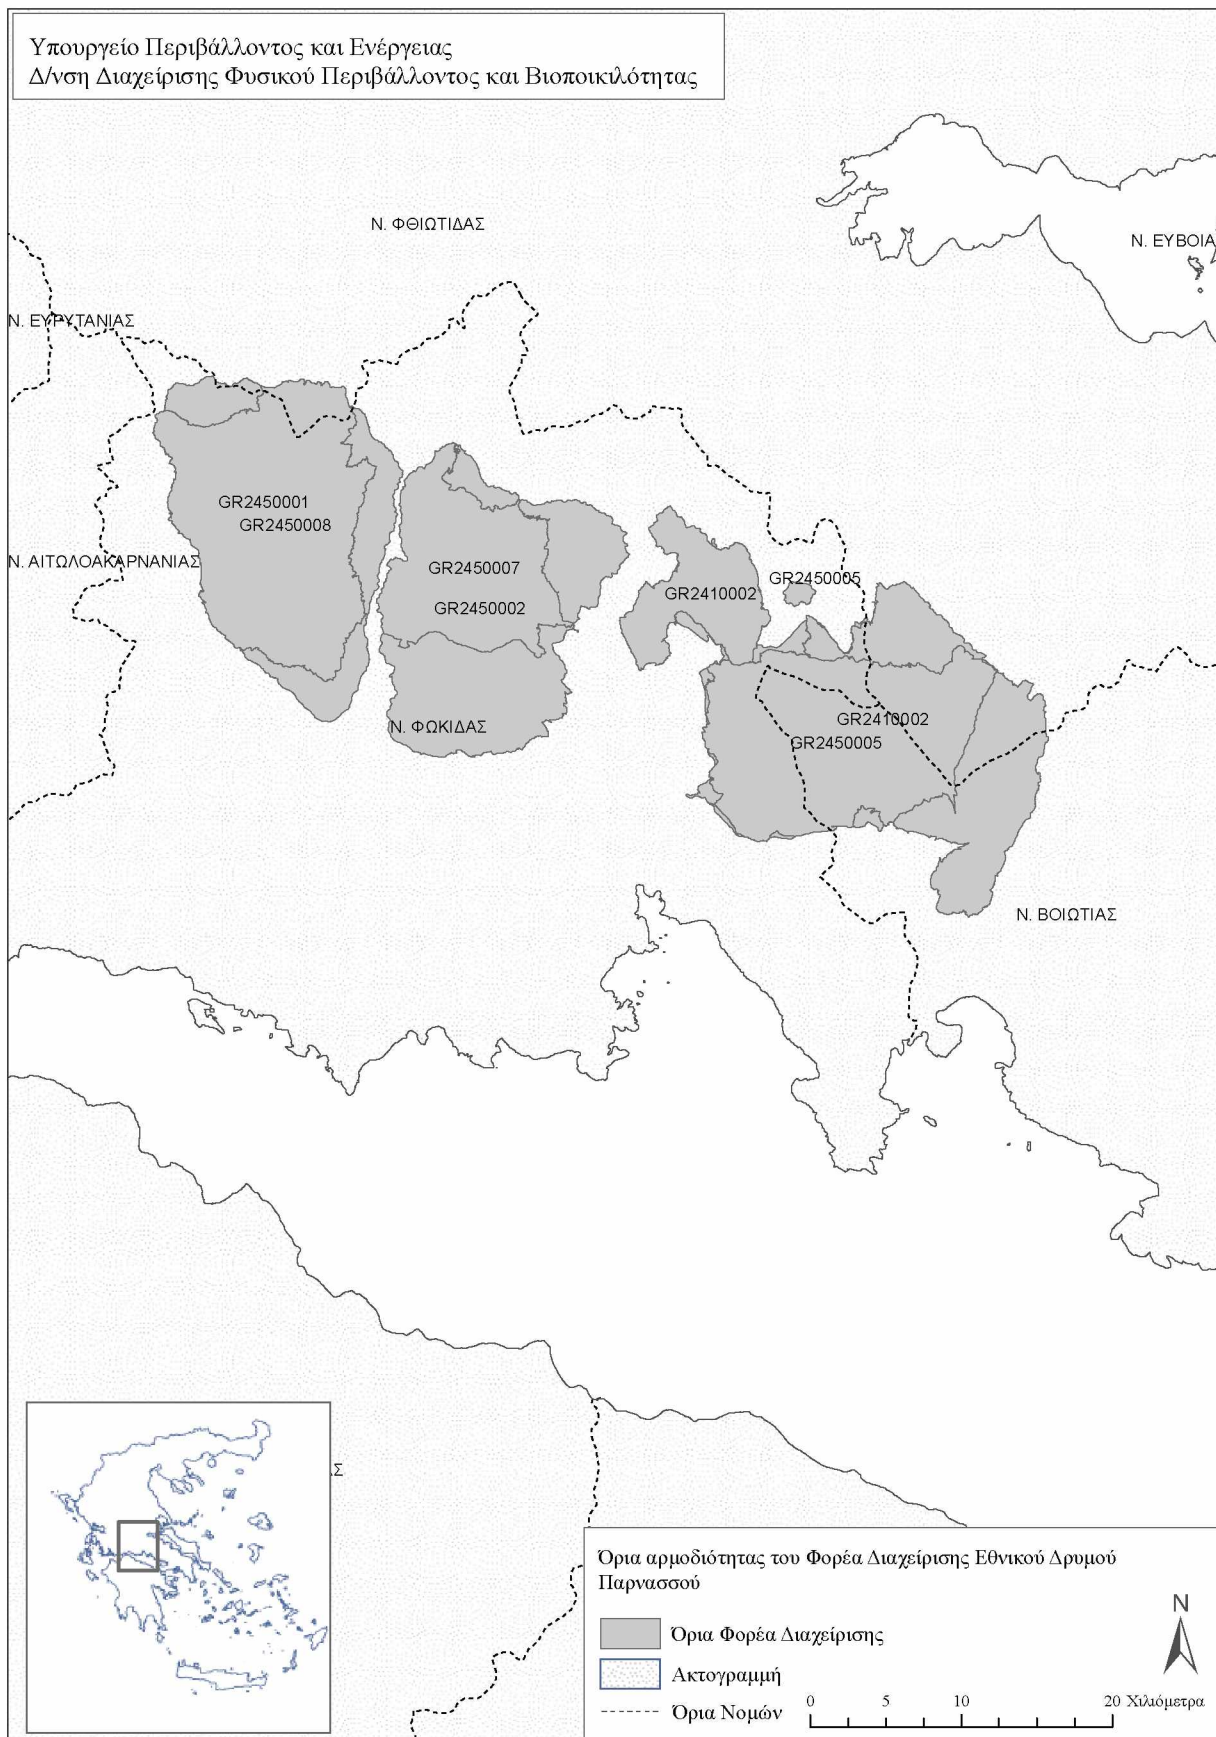 Υπουργείο Περιβάλλοντος και Ενέργειας
Δ/νση Διαχείρισης Φυσικού Περιβάλλοντος και Βιοποικιλότητας
Ν. ΦΘΙΩΤΙΔΑΣ
Ν. ΕΥΒΟΙΑ
Ν. ΕΥΡΥΤΑΝΙΑΣ
GR2450001
GR2450008
Ν. ΑΙΤΩΛΟΑΚΑΡΝΑΝΙΑΣ
GR2450007
GR2450002
GR2450005
GR2410002
GR2410002
GR2450005
Ν. ΦΩΚΙΔΑΣ
Ν. ΒΟΙΩΤΙΑΣ
ΑΣ
Όρια αρμοδιότητας του Φορέα Διαχείρισης Εθνικού Δρυμού
Παρνασσού
Όρια Φορέα Διαχείρισης
Ακτογραμμή
Όρια Νομών
0 5 10 20 Χιλιόμετρα
N